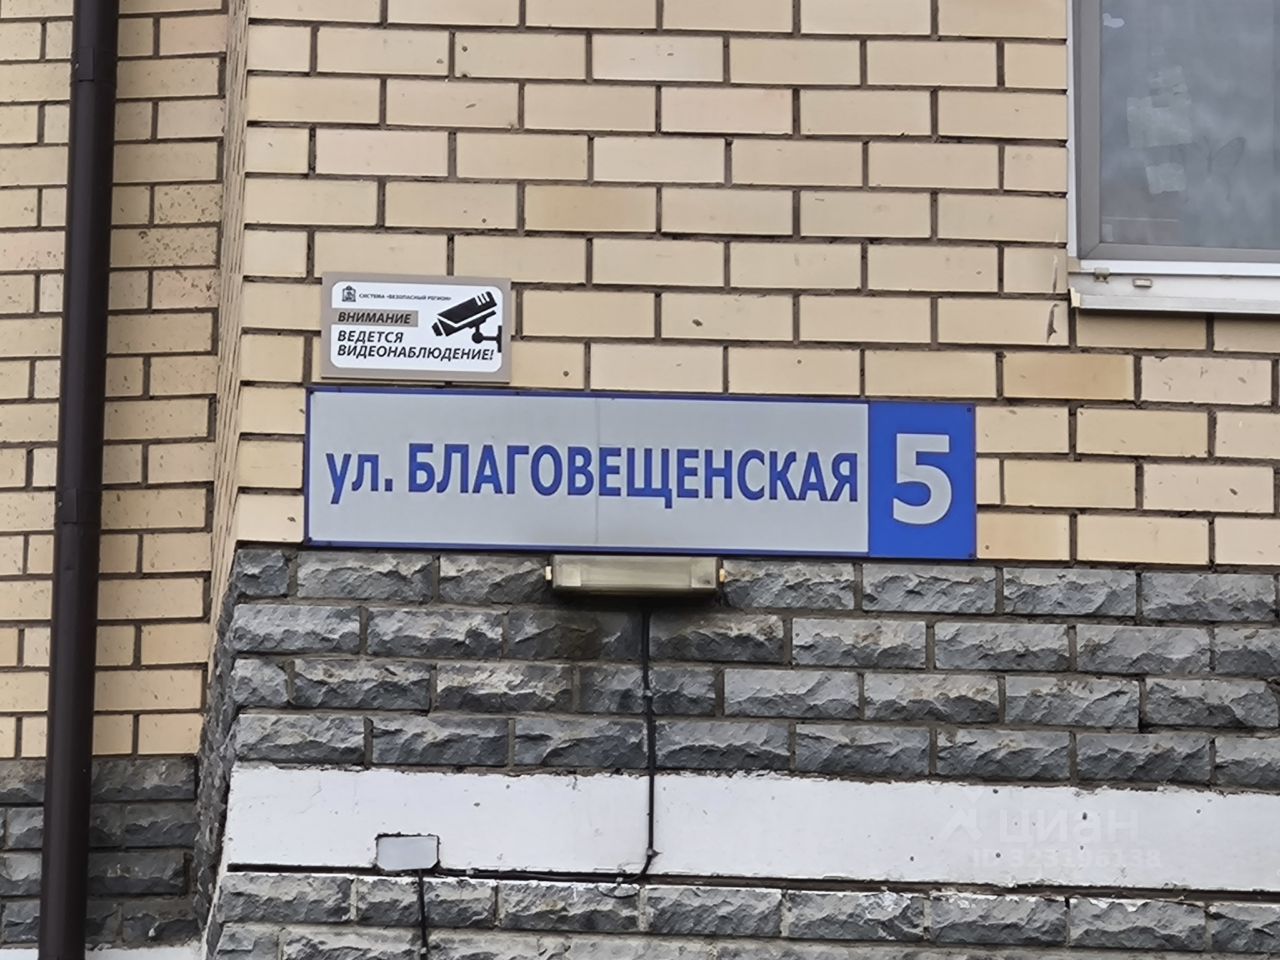 СИСТЕМА «БЕЗОПАСНЫЙ РЕГИОН»
ВНИМАНИЕ
ВЕДЕТСЯ
ВИДЕОНАБЛЮДЕНИЕ!
ул. БЛАГОВЕЩЕНСКАЯ 5
циан